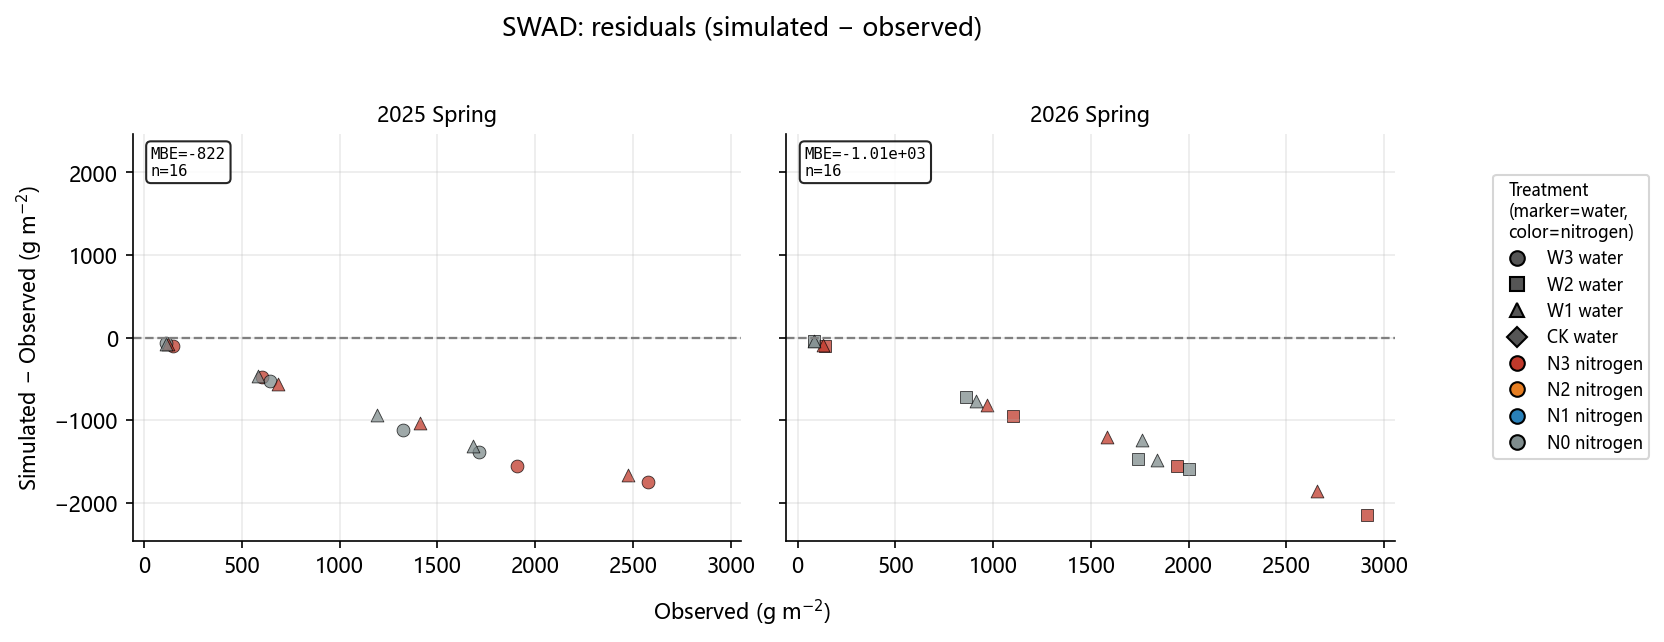 SWAD: residuals (simulated − observed)
2025 Spring
2026 Spring
MBE=-822
n=16
MBE=-1.01e+03
n=16
Simulated − Observed (g m⁻²)
2000
1000
0
−1000
−2000
0 500 1000 1500 2000 2500 3000
0 500 1000 1500 2000 2500 3000
Observed (g m⁻²)
Treatment
(marker=water,
color=nitrogen)
W3 water
W2 water
W1 water
CK water
N3 nitrogen
N2 nitrogen
N1 nitrogen
N0 nitrogen